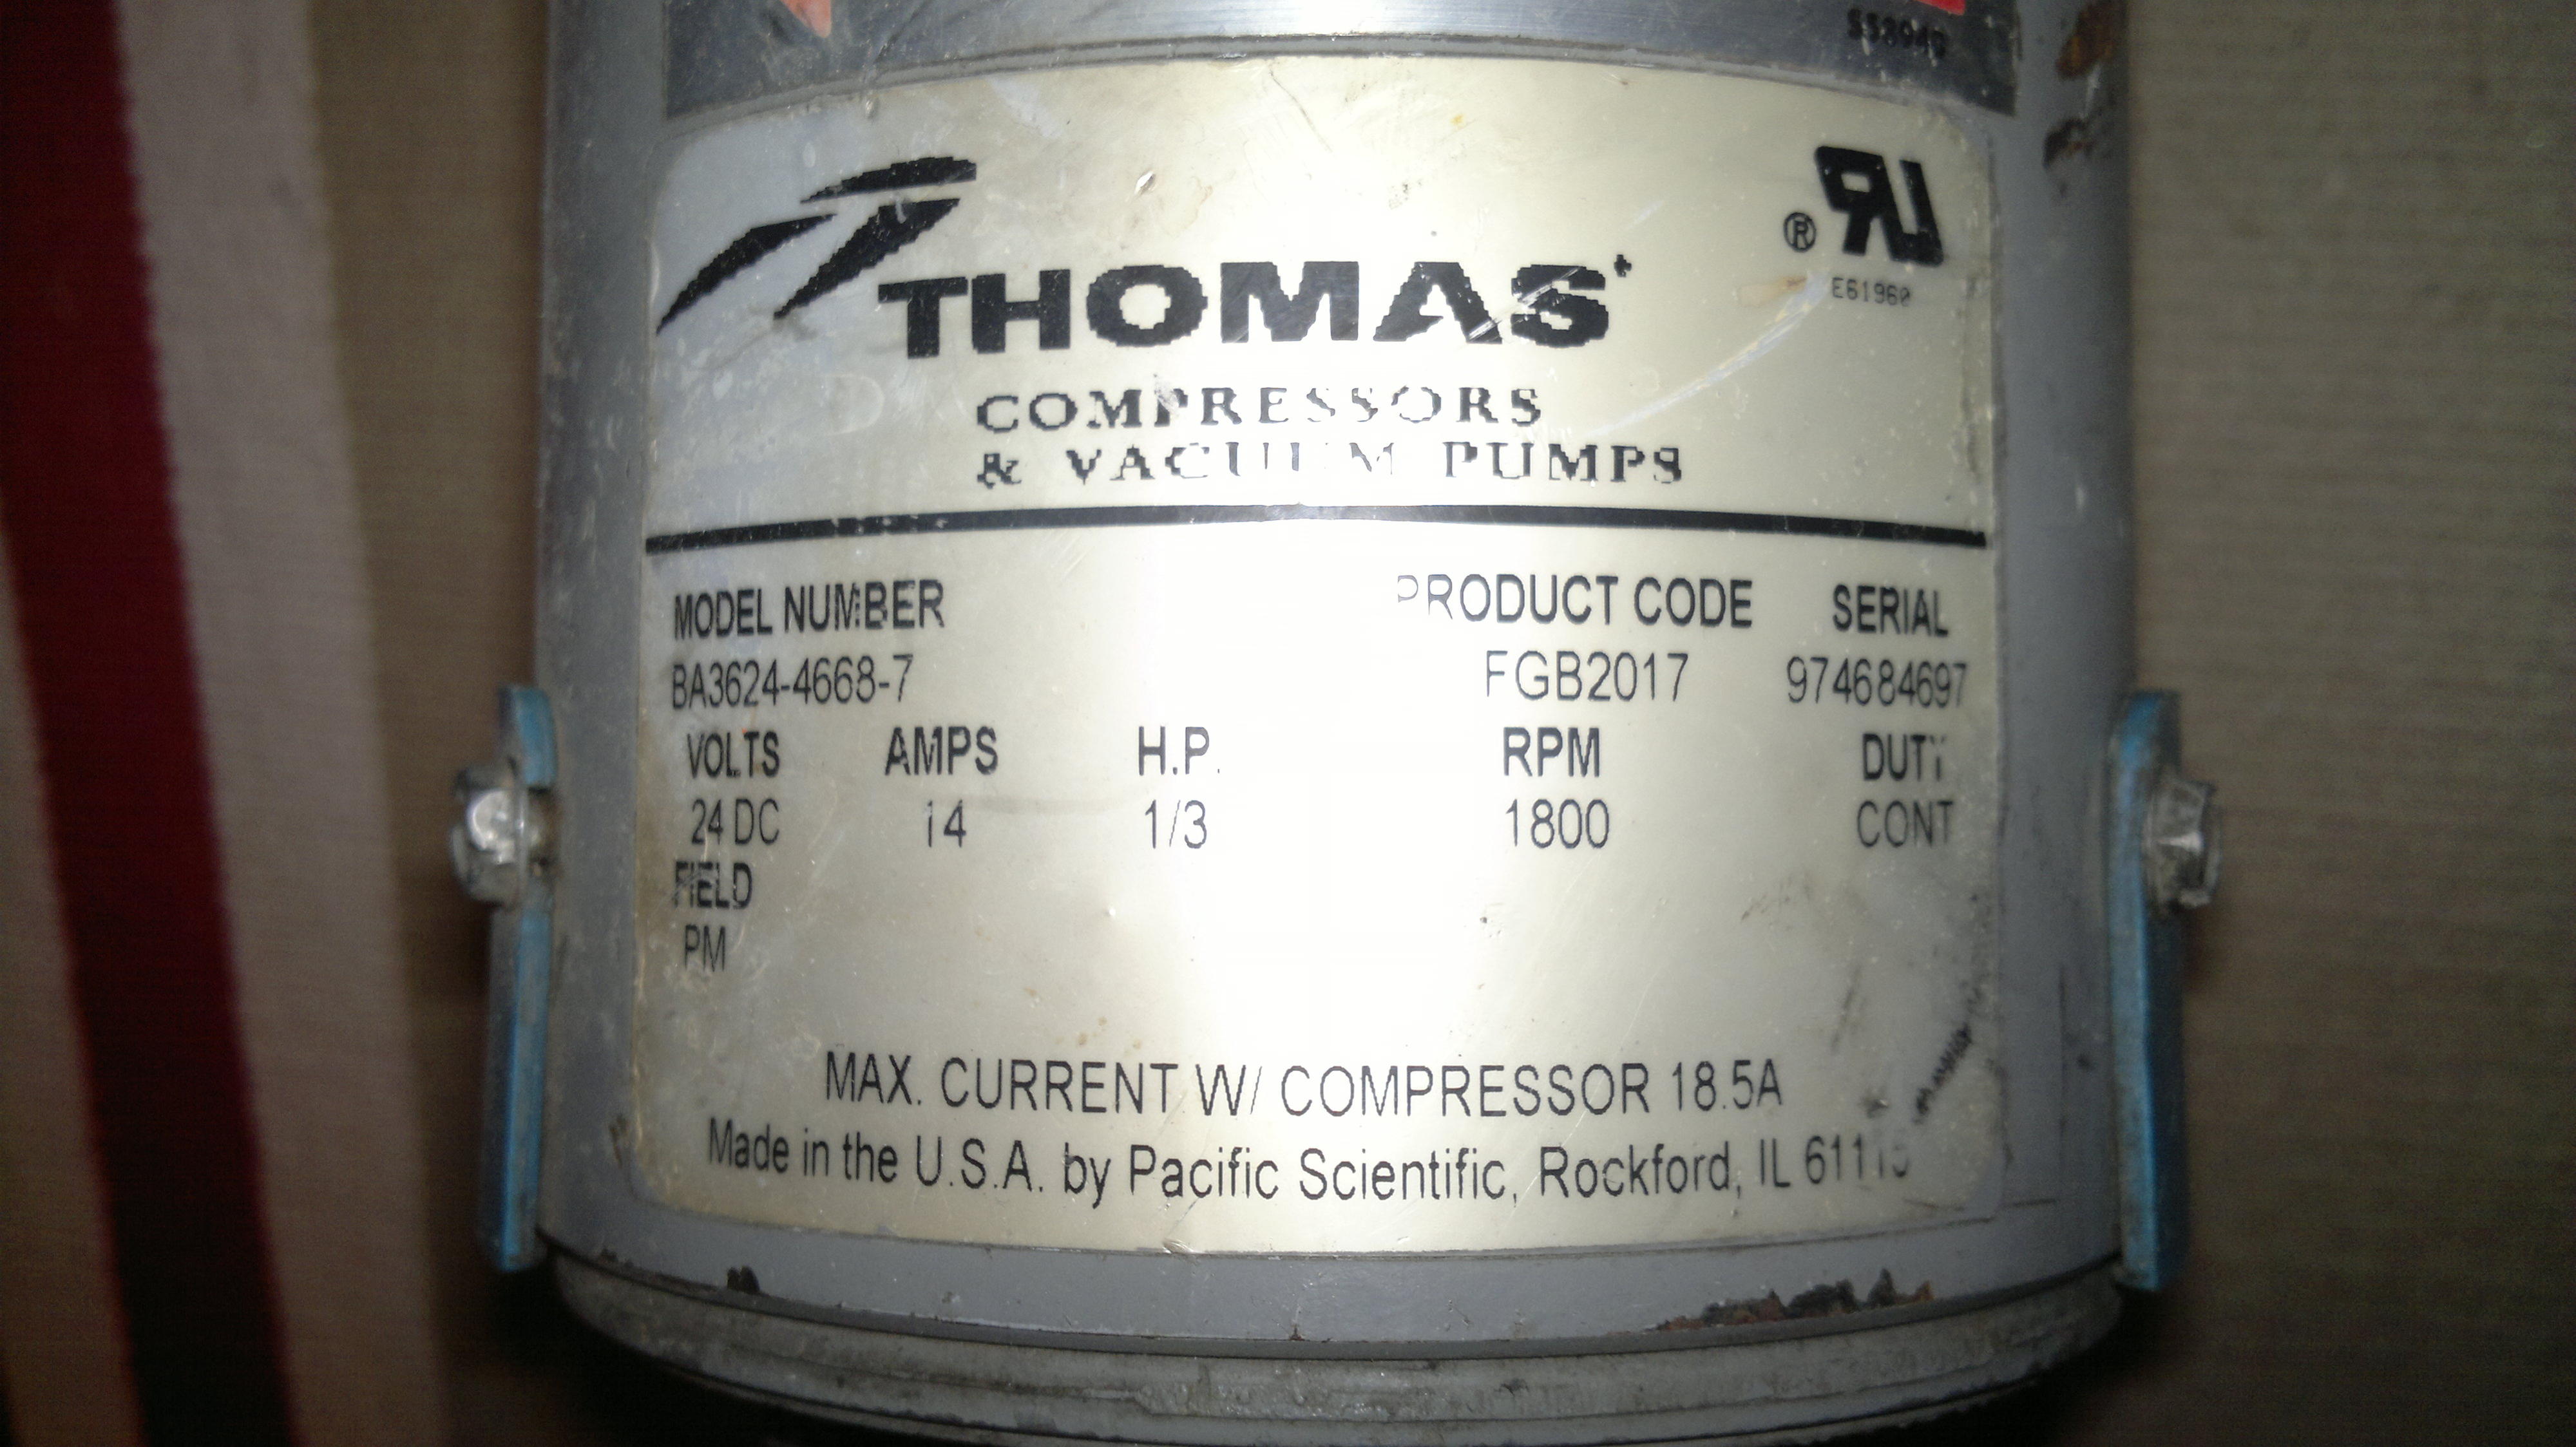 558949
THOMAS
® RU
E61960
COMPRESSORS
& VACUUM PUMPS
MODEL NUMBER PRODUCT CODE SERIAL
BA3624-4668-7 FGB2017 974684697
VOLTS AMPS H.P. RPM DUTY
24 DC 14 1/3 1800 CONT
FIELD
PM
MAX. CURRENT W/ COMPRESSOR 18.5A
Made in the U.S.A. by Pacific Scientific, Rockford, IL